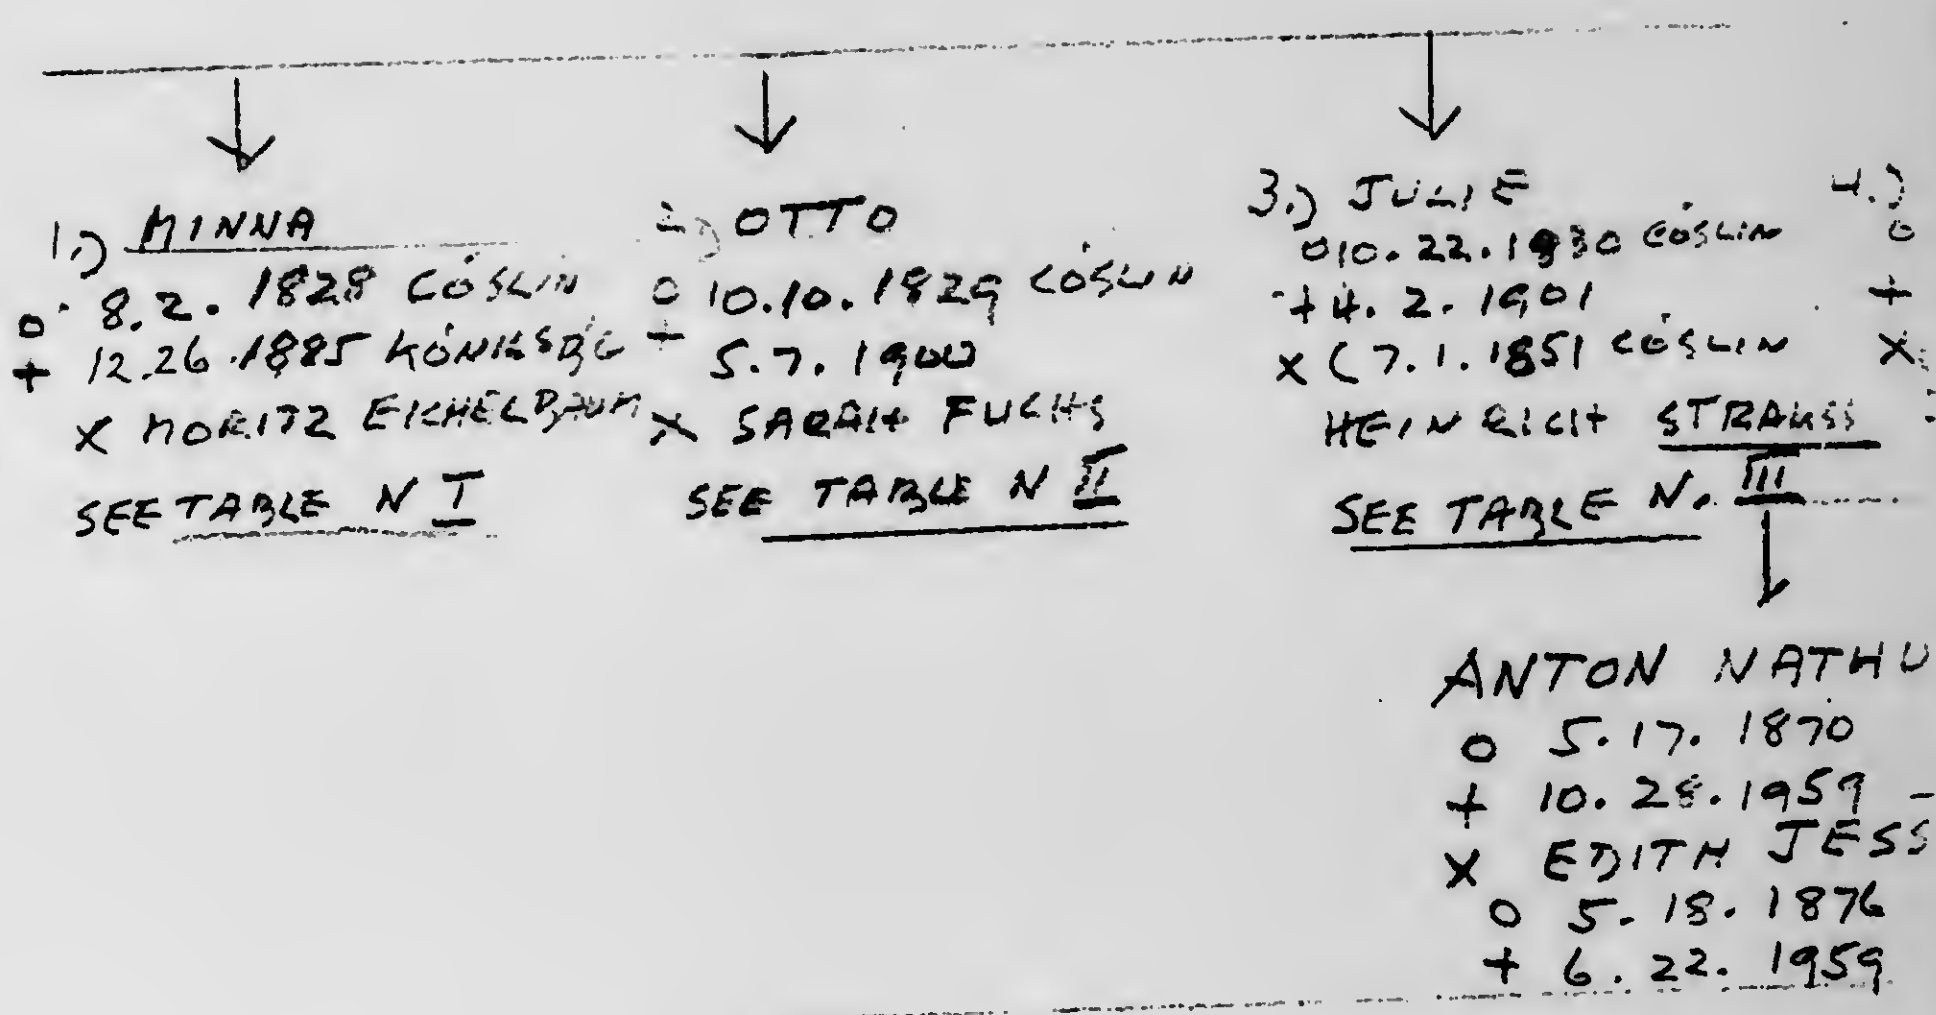 1.) MINNA
o 8.2. 1828 CÖSLIN
+ 12.26.1885 KÖNIGSBG
X MORITZ EICHELBAUM
SEE TABLE N I
2.) OTTO
o 10.10.1829 CÖSLIN
+ 5.7.1900
X SARAH FUCHS
SEE TABLE N II
3.) JULIE
o 10.22.1830 CÖSLIN
+ 4.2.1901
X (7.1.1851 CÖSLIN
HEINRICH STRAUSS
SEE TABLE N. III
ANTON NATHU
o 5.17.1870
+ 10.28.1959 -
X EDITH JESS
o 5.18.1876
+ 6.22.1959
4.)
o
+
X